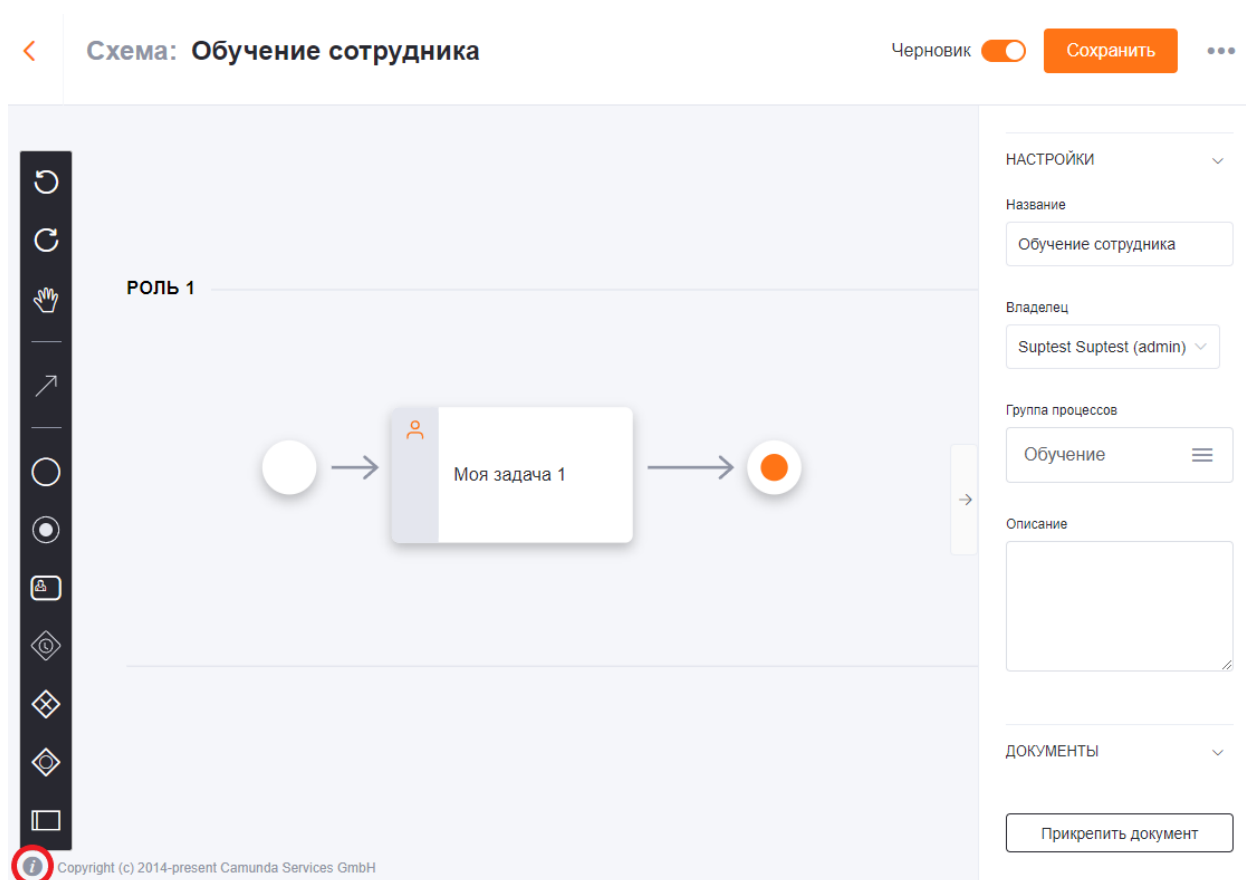 Схема: Обучение сотрудника
Черновик
Сохранить
НАСТРОЙКИ
Название
Обучение сотрудника
РОЛЬ 1
Владелец
Suptest Suptest (admin)
Группа процессов
Обучение
Моя задача 1
Описание
ДОКУМЕНТЫ
Прикрепить документ
i Copyright (c) 2014-present Camunda Services GmbH